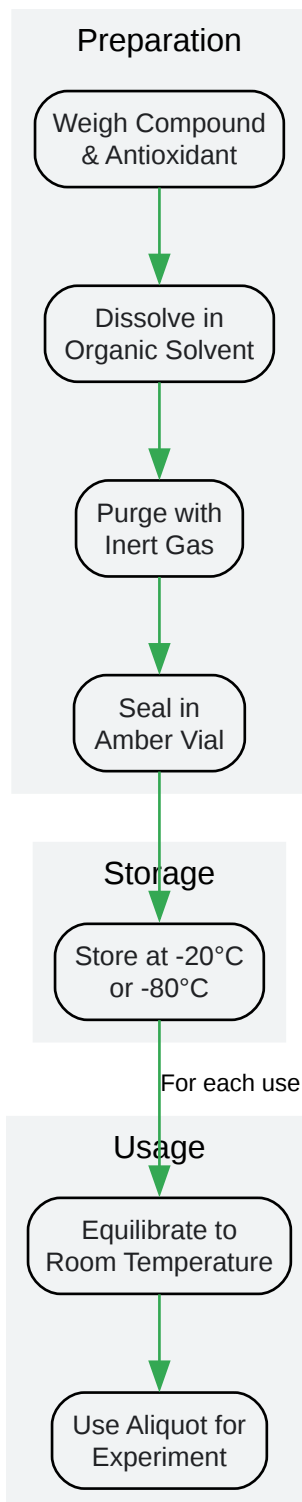 Preparation
Weigh Compound
& Antioxidant
Dissolve in
Organic Solvent
Purge with
Inert Gas
Seal in
Amber Vial
Storage
Store at -20°C
or -80°C
For each use
Usage
Equilibrate to
Room Temperature
Use Aliquot for
Experiment